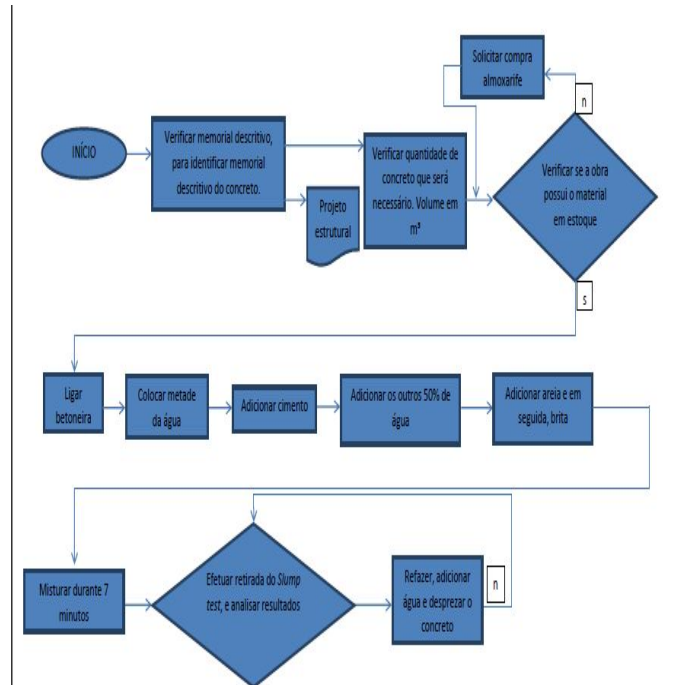 Solicitar compra
almoxarife
n
INÍCIO
Verificar memorial descritivo,
para identificar memorial
descritivo do concreto.
Projeto
estrutural
Verificar quantidade de
concreto que será
necessário. Volume em
m³
Verificar se a obra
possui o material
em estoque
s
Ligar
betoneira
Colocar metade
da água
Adicionar cimento
Adicionar os outros 50% de
água
Adicionar areia e em
seguida, brita
Misturar durante 7
minutos
Efetuar retirada do Slump
test, e analisar resultados
Refazer, adicionar
água e desprezar o
concreto
n